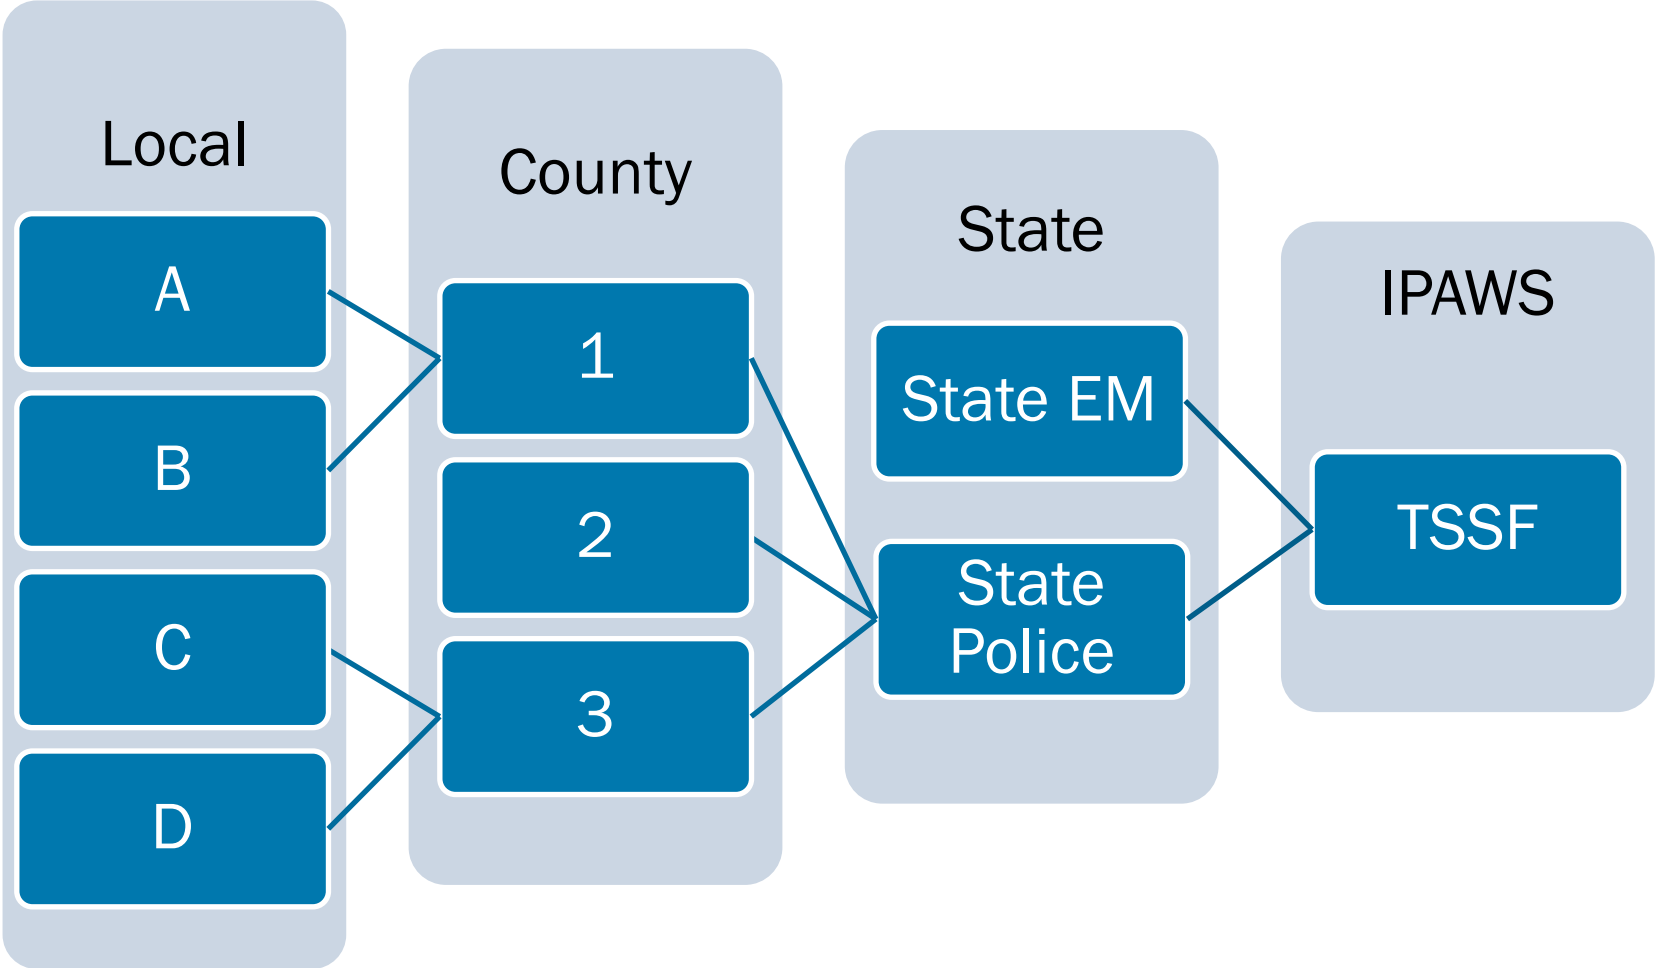 Local
A
B
C
D
County
1
2
3
State
State EM
State
Police
IPAWS
TSSF